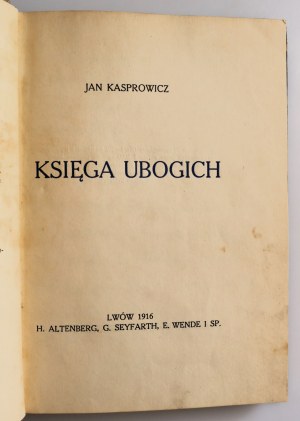 JAN KASPROWICZ
KSIĘGA UBOGICH
LWÓW 1916
H. ALTENBERG, G. SEYFARTH, E. WENDE I SP.